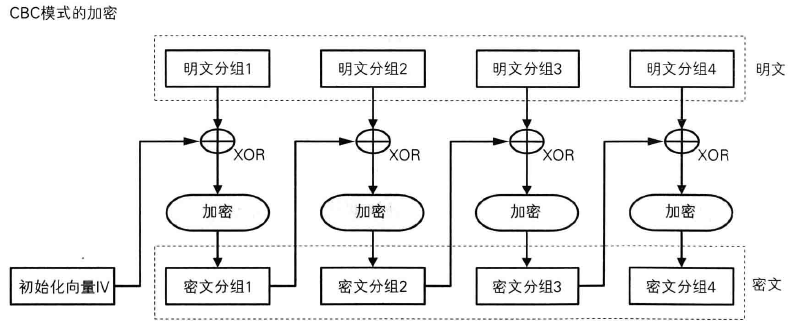 CBC模式的加密
明文分组1 明文分组2 明文分组3 明文分组4 明文
XOR XOR XOR XOR
加密 加密 加密 加密
初始化向量IV 密文分组1 密文分组2 密文分组3 密文分组4 密文